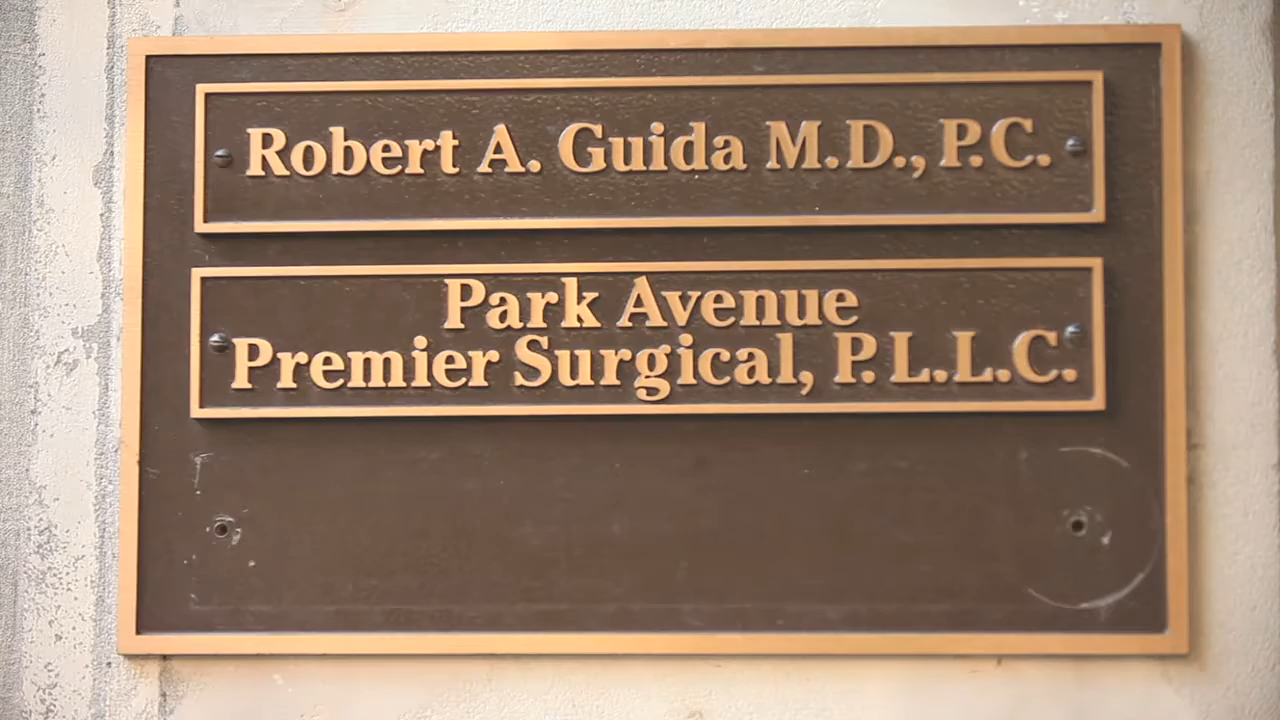 Robert A. Guida M.D., P.C.
Park Avenue
Premier Surgical, P.L.L.C.